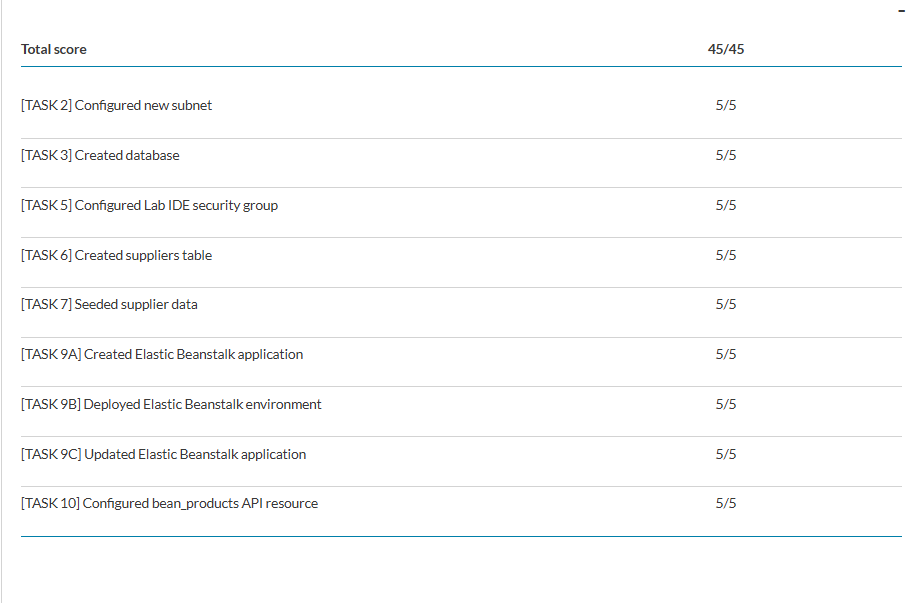 Total score 45/45
[TASK 2] Configured new subnet 5/5
[TASK 3] Created database 5/5
[TASK 5] Configured Lab IDE security group 5/5
[TASK 6] Created suppliers table 5/5
[TASK 7] Seeded supplier data 5/5
[TASK 9A] Created Elastic Beanstalk application 5/5
[TASK 9B] Deployed Elastic Beanstalk environment 5/5
[TASK 9C] Updated Elastic Beanstalk application 5/5
[TASK 10] Configured bean_products API resource 5/5